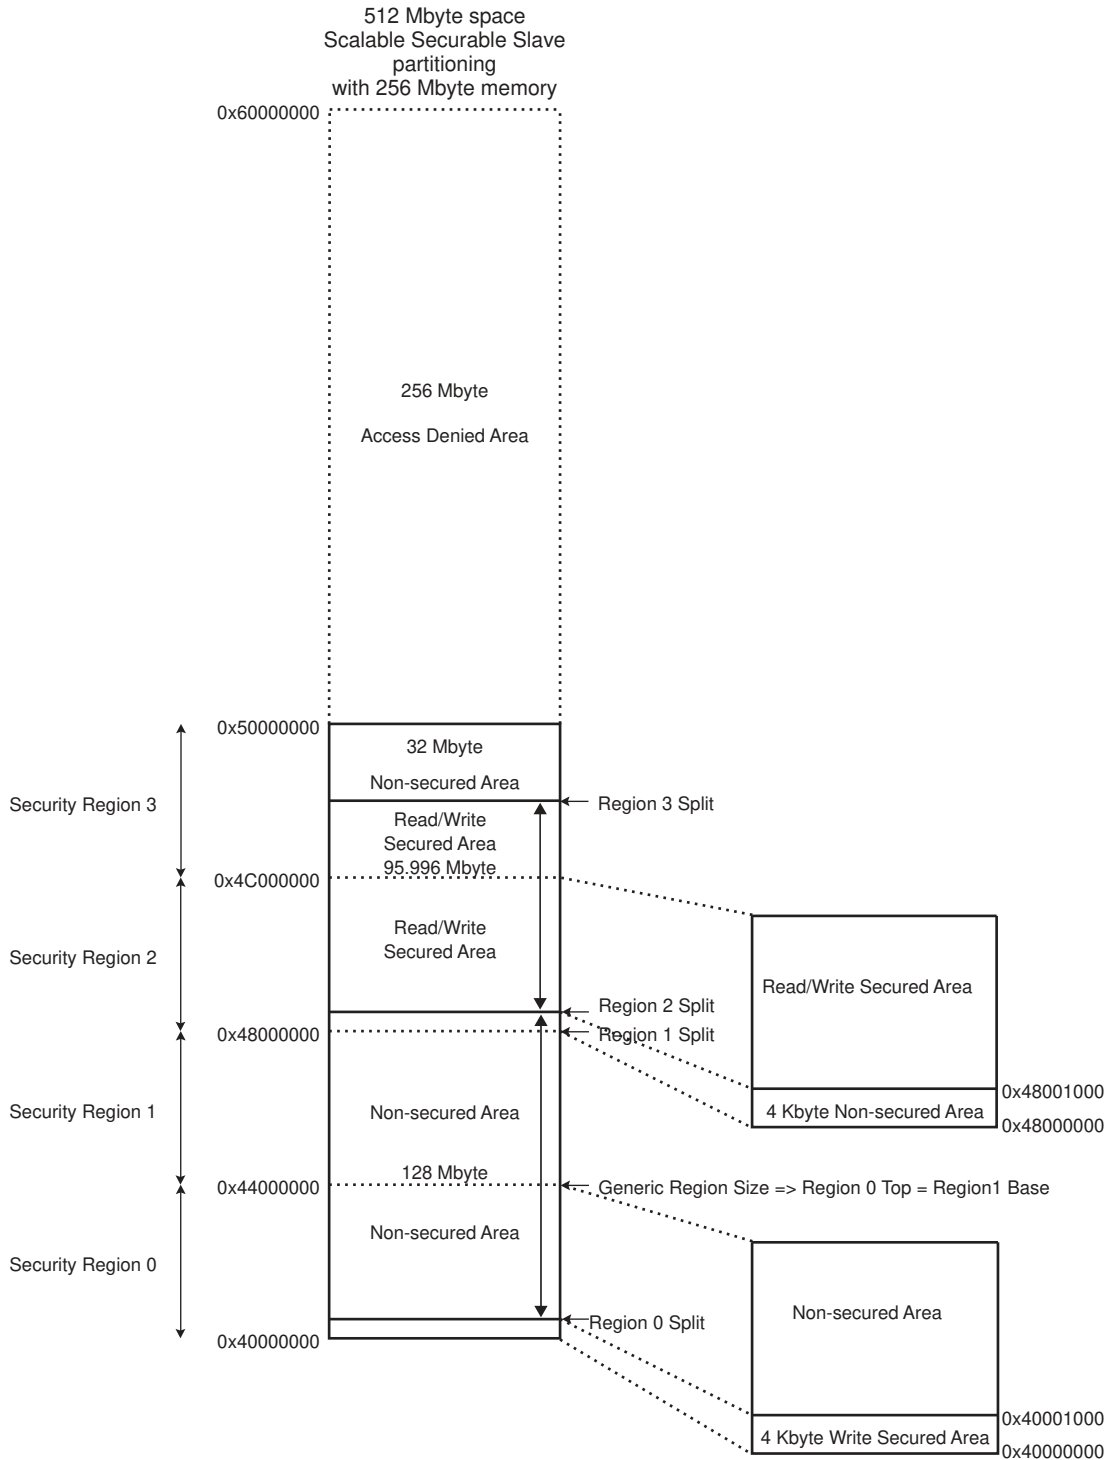 512 Mbyte space
Scalable Securable Slave
partitioning
with 256 Mbyte memory
0x60000000
256 Mbyte
Access Denied Area
0x50000000
32 Mbyte
Non-secured Area
Security Region 3
Region 3 Split
Read/Write
Secured Area
95.996 Mbyte
0x4C000000
Read/Write
Secured Area
Security Region 2
Read/Write Secured Area
Region 2 Split
0x48000000
Region 1 Split
0x48001000
4 Kbyte Non-secured Area
0x48000000
Security Region 1
Non-secured Area
128 Mbyte
0x44000000
Generic Region Size => Region 0 Top = Region1 Base
Non-secured Area
Security Region 0
Non-secured Area
Region 0 Split
0x40000000
0x40001000
4 Kbyte Write Secured Area
0x40000000